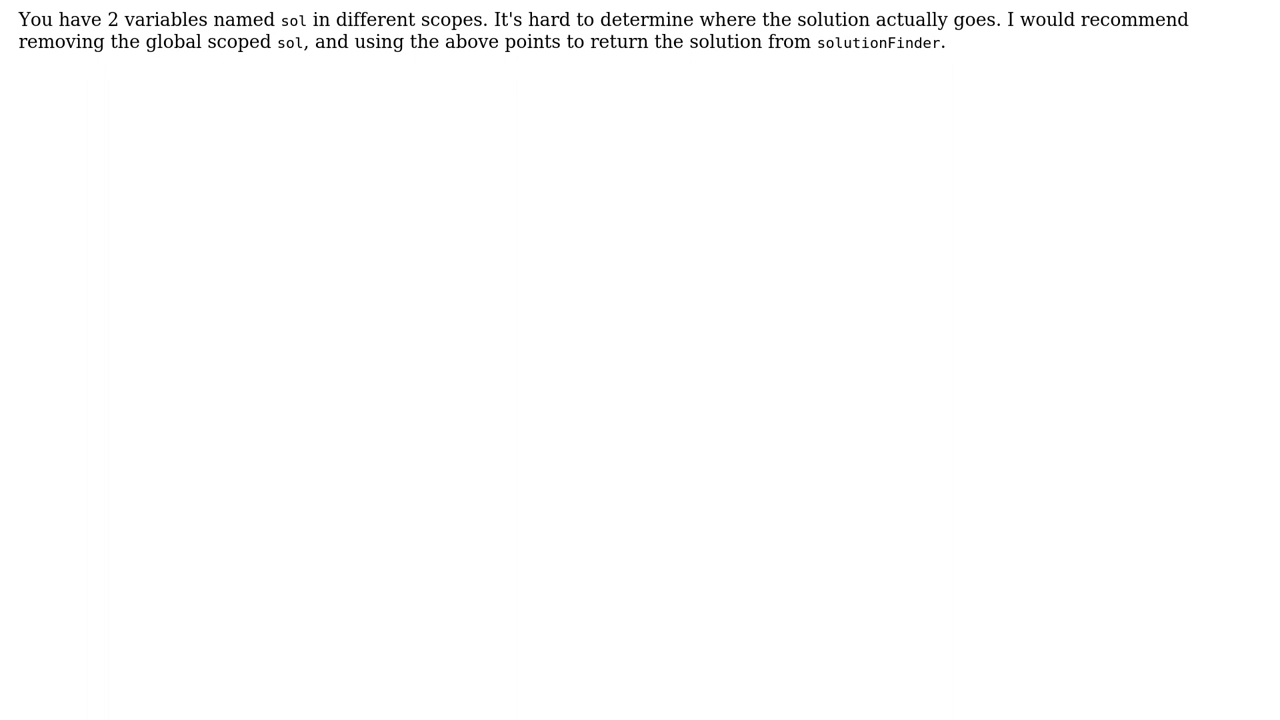 You have 2 variables named sol in different scopes. It's hard to determine where the solution actually goes. I would recommend
removing the global scoped sol, and using the above points to return the solution from solutionFinder.